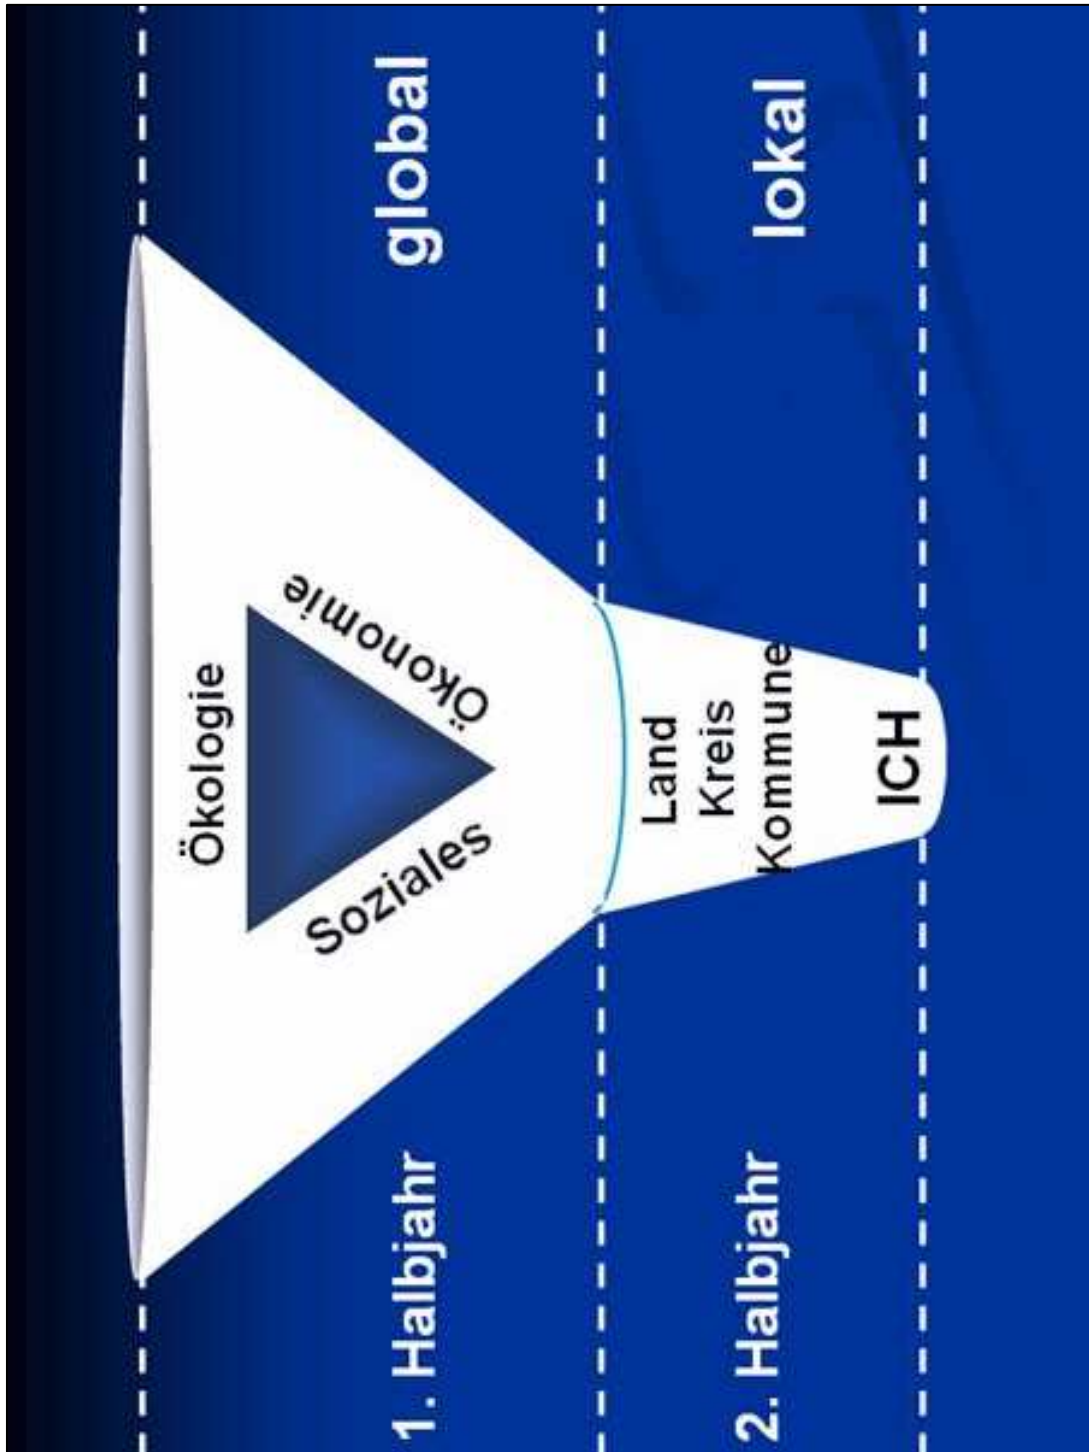 Ökologie
Soziales
Ökonomie
1. Halbjahr
global
Land
Kreis
Kommune
2. Halbjahr
lokal
ICH